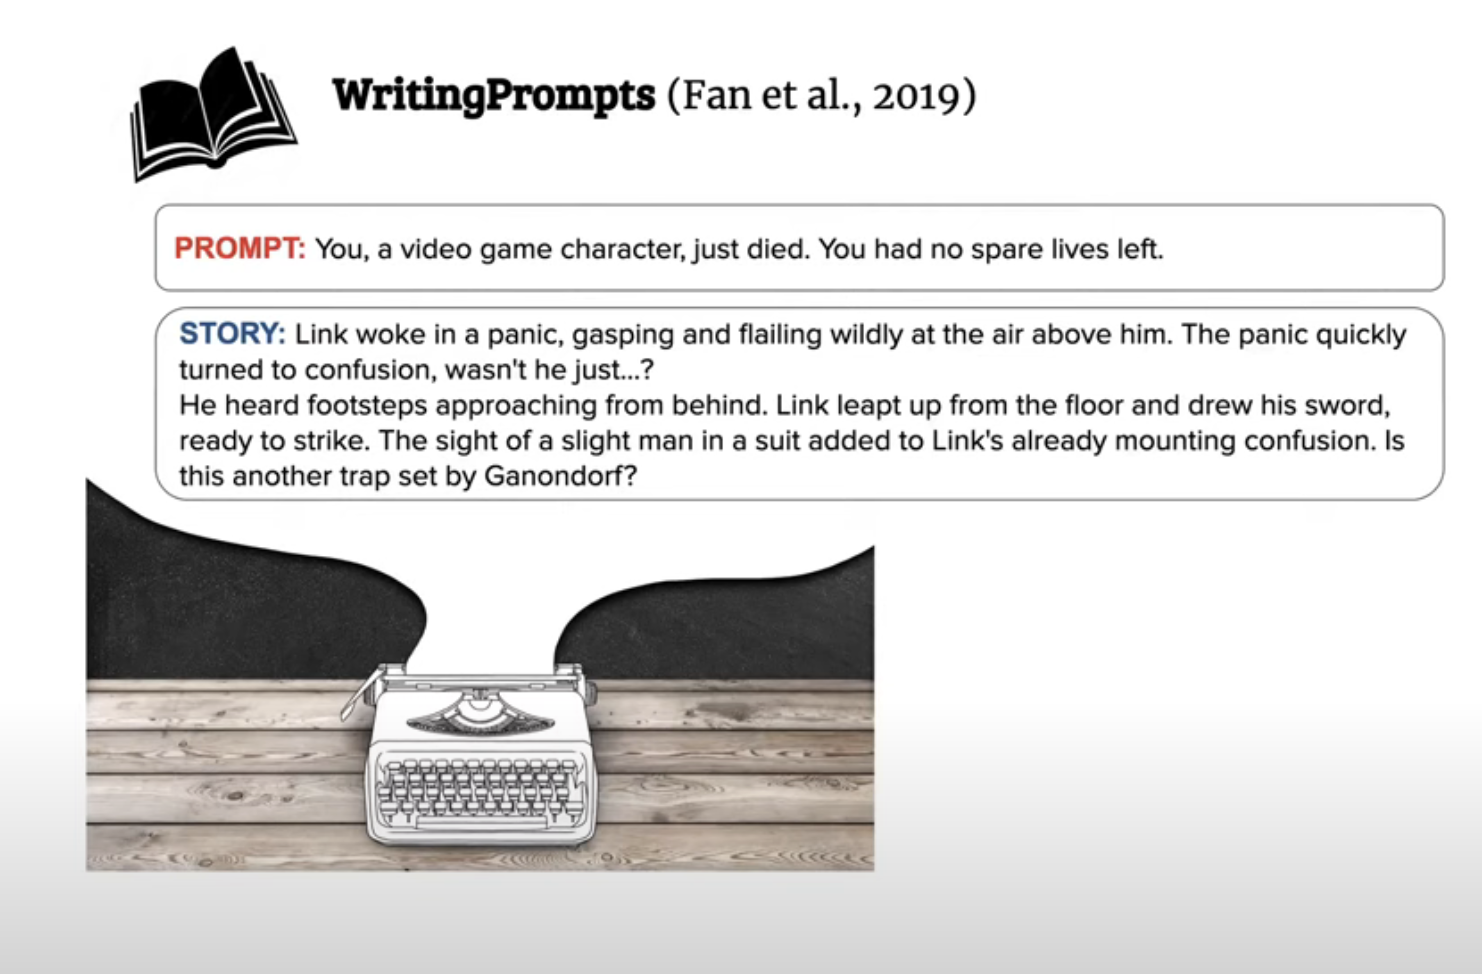 WritingPrompts (Fan et al., 2019)
PROMPT: You, a video game character, just died. You had no spare lives left.
STORY: Link woke in a panic, gasping and flailing wildly at the air above him. The panic quickly
turned to confusion, wasn't he just...?
He heard footsteps approaching from behind. Link leapt up from the floor and drew his sword,
ready to strike. The sight of a slight man in a suit added to Link's already mounting confusion. Is
this another trap set by Ganondorf?